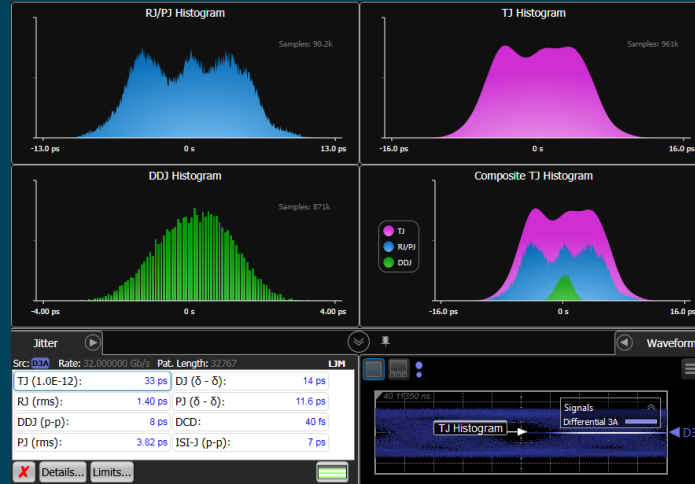 RJ/PJ Histogram
Samples: 90.2k
-13.0 ps 0 s 13.0 ps
TJ Histogram
Samples: 961k
-16.0 ps 0 s 16.0 ps
DDJ Histogram
Samples: 871k
-4.00 ps 0 s 4.00 ps
Composite TJ Histogram
TJ
RJ/PJ
DDJ
-16.0 ps 0 s 16.0 ps
Jitter
Waveform
Src: D3A Rate: 32.000000 Gb/s Pat. Length: 32767 LJM
TJ (1.0E-12): 33 ps DJ (δ - δ): 14 ps
RJ (rms): 1.40 ps PJ (δ - δ): 11.6 ps
DDJ (p-p): 8 ps DCD: 40 fs
PJ (rms): 3.82 ps ISI-J (p-p): 7 ps
Details... Limits...
40.11350 ns
Signals
Differential 3A
TJ Histogram
D3